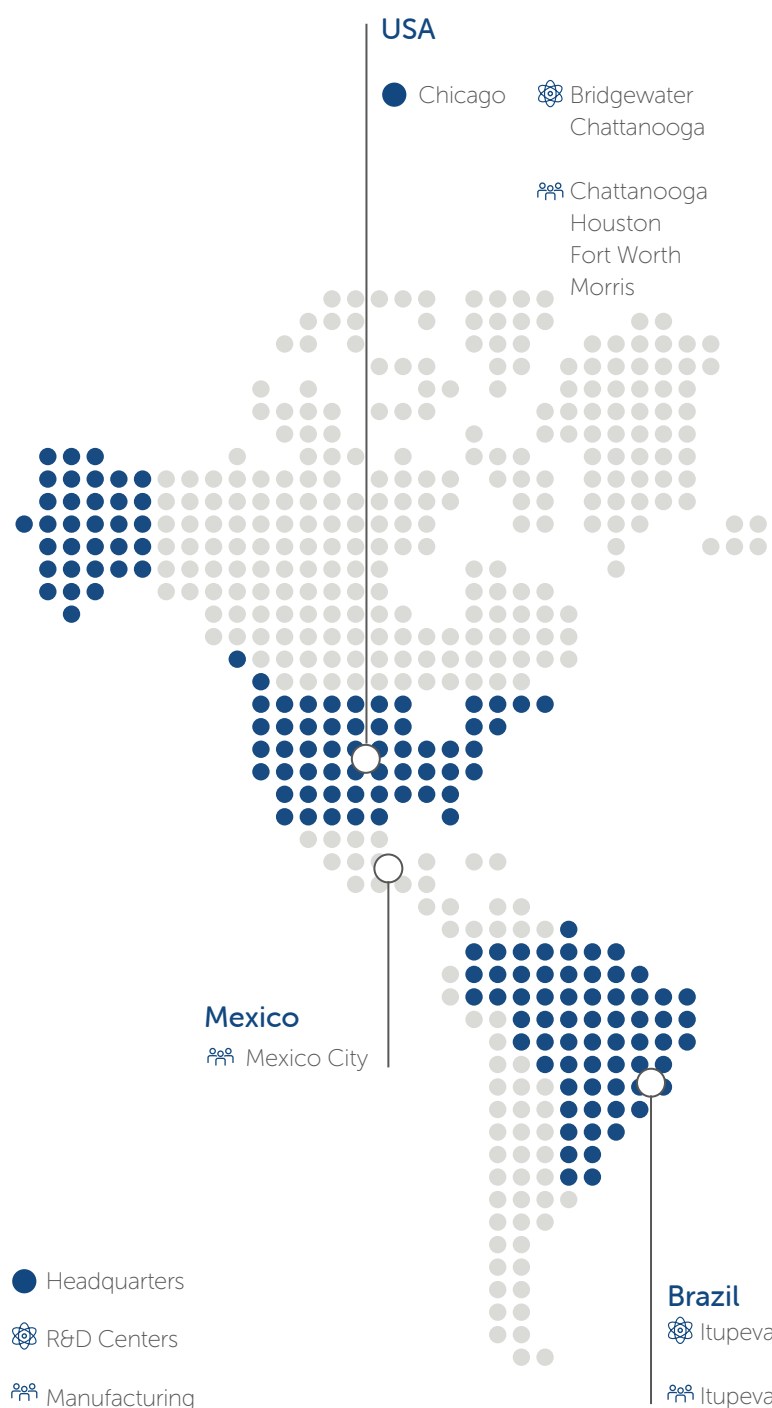 USA
Chicago
Bridgewater
Chattanooga
Chattanooga
Houston
Fort Worth
Morris
Mexico
Mexico City
Headquarters
R&D Centers
Manufacturing
Brazil
Itupeva
Itupeva